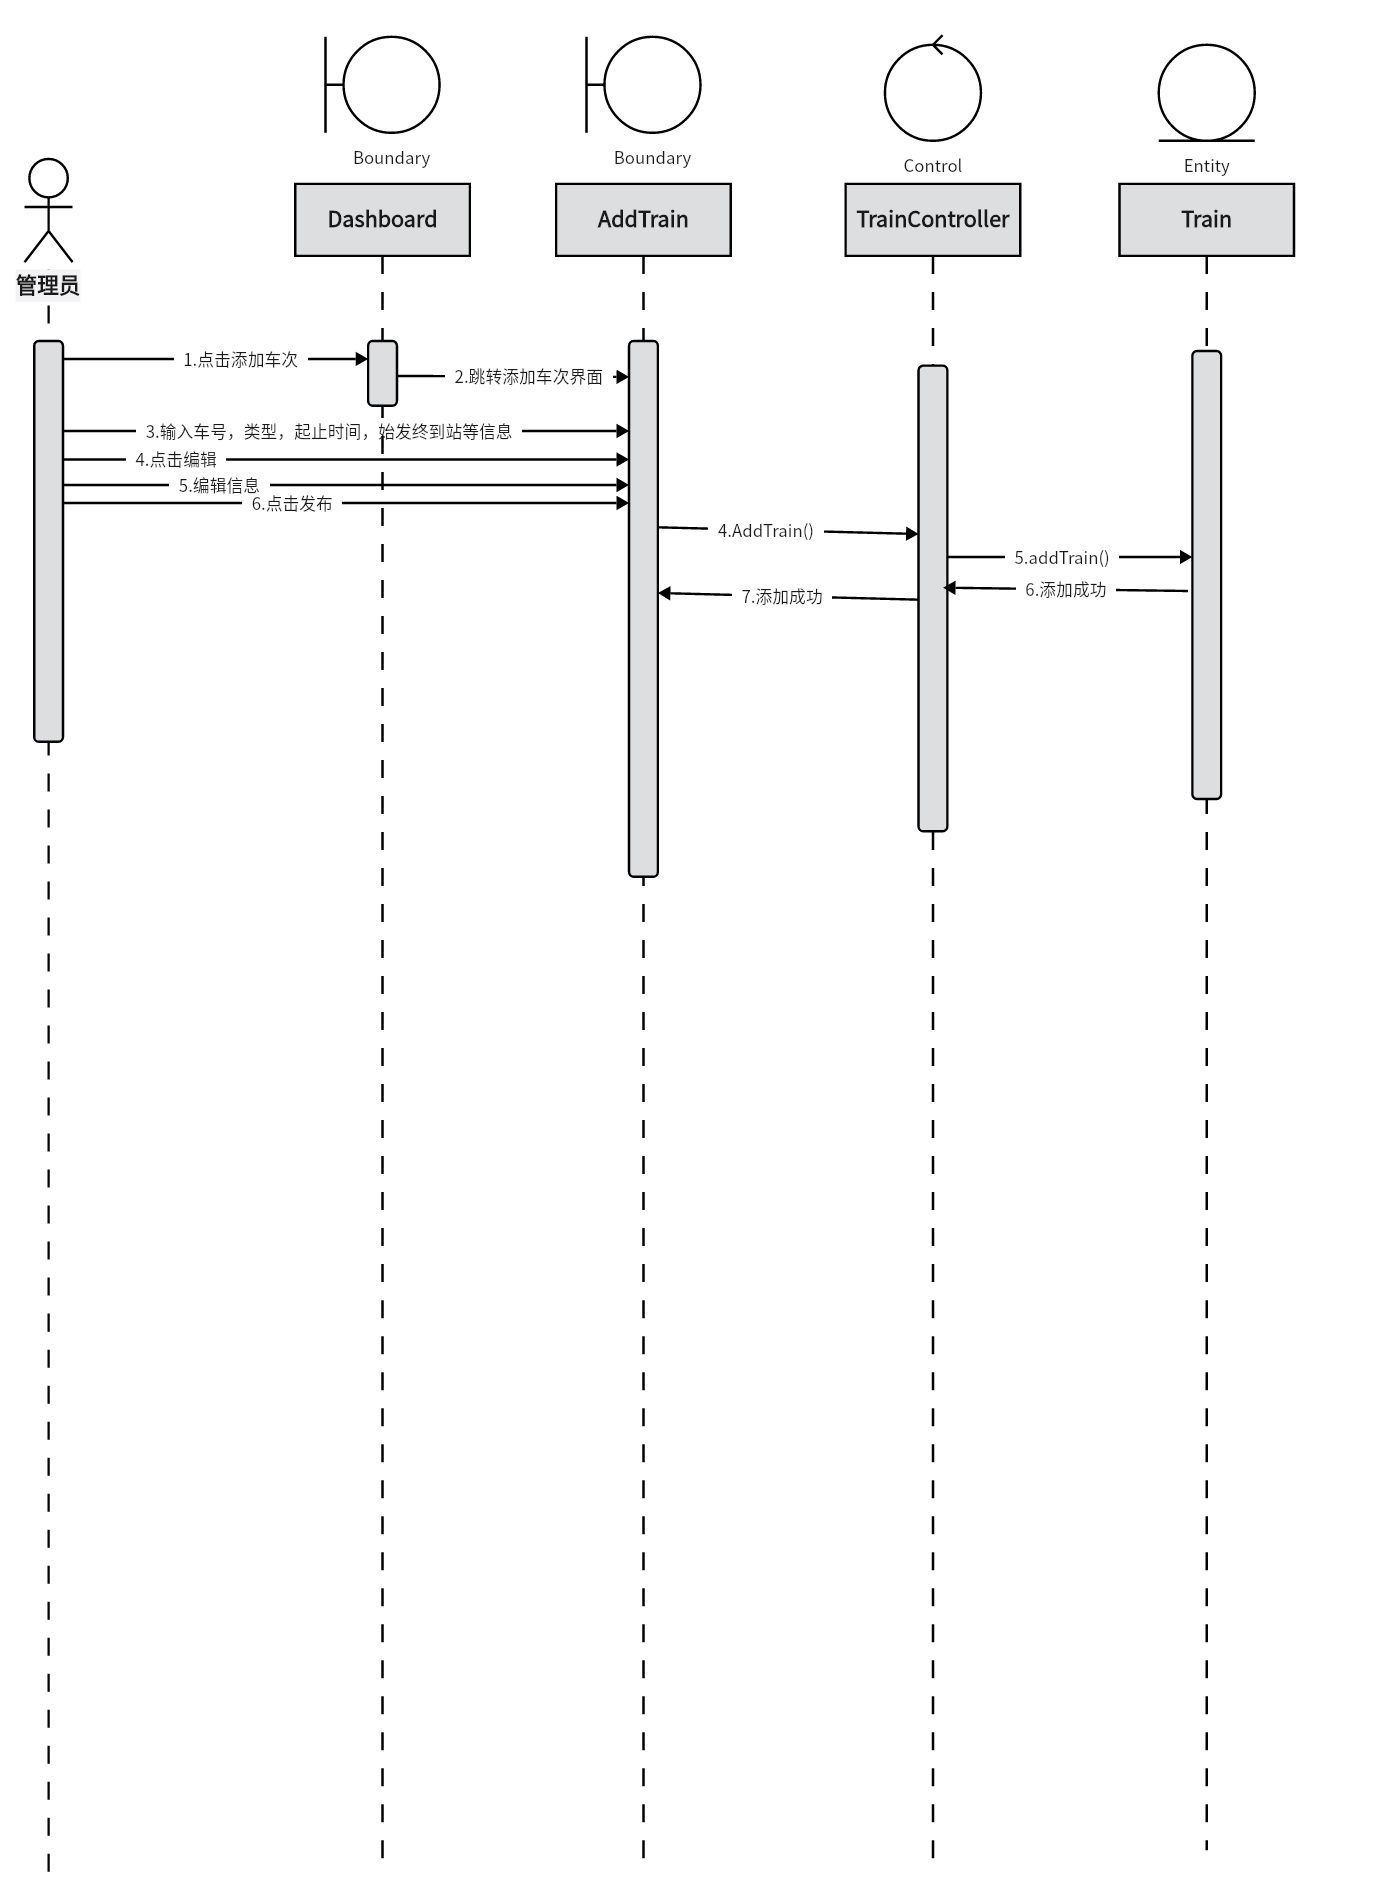 Boundary
Boundary
Control
Entity
Dashboard
AddTrain
TrainController
Train
管理员
1.点击添加车次
2.跳转添加车次界面
3.输入车号，类型，起止时间，始发终到站等信息
4.点击编辑
5.编辑信息
6.点击发布
4.AddTrain()
5.addTrain()
6.添加成功
7.添加成功